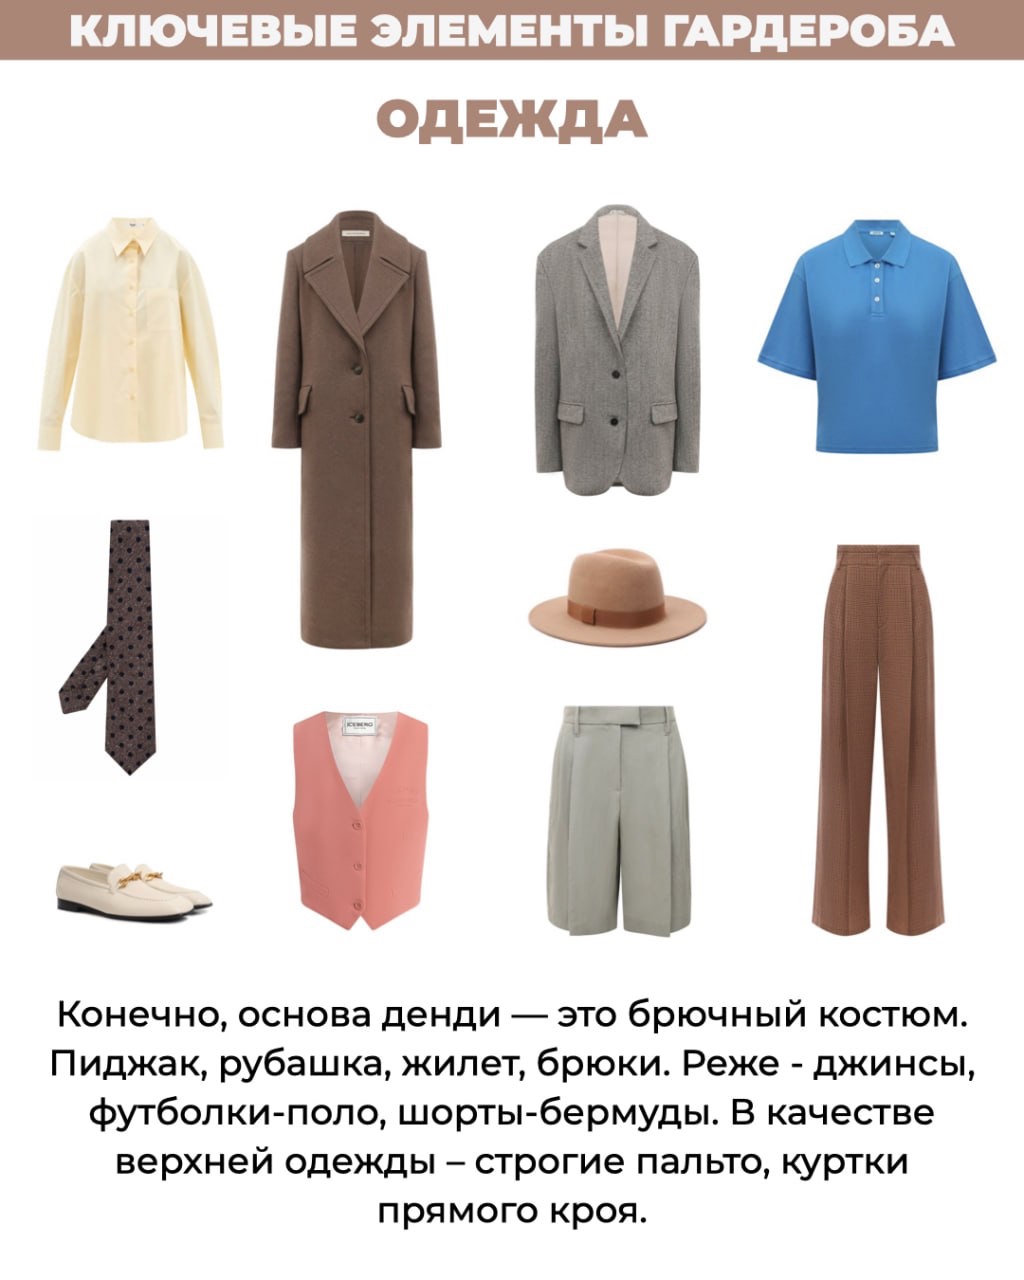 КЛЮЧЕВЫЕ ЭЛЕМЕНТЫ ГАРДЕРОБА
ОДЕЖДА
ICEBERG
Конечно, основа денди — это брючный костюм.
Пиджак, рубашка, жилет, брюки. Реже - джинсы,
футболки-поло, шорты-бермуды. В качестве
верхней одежды – строгие пальто, куртки
прямого кроя.